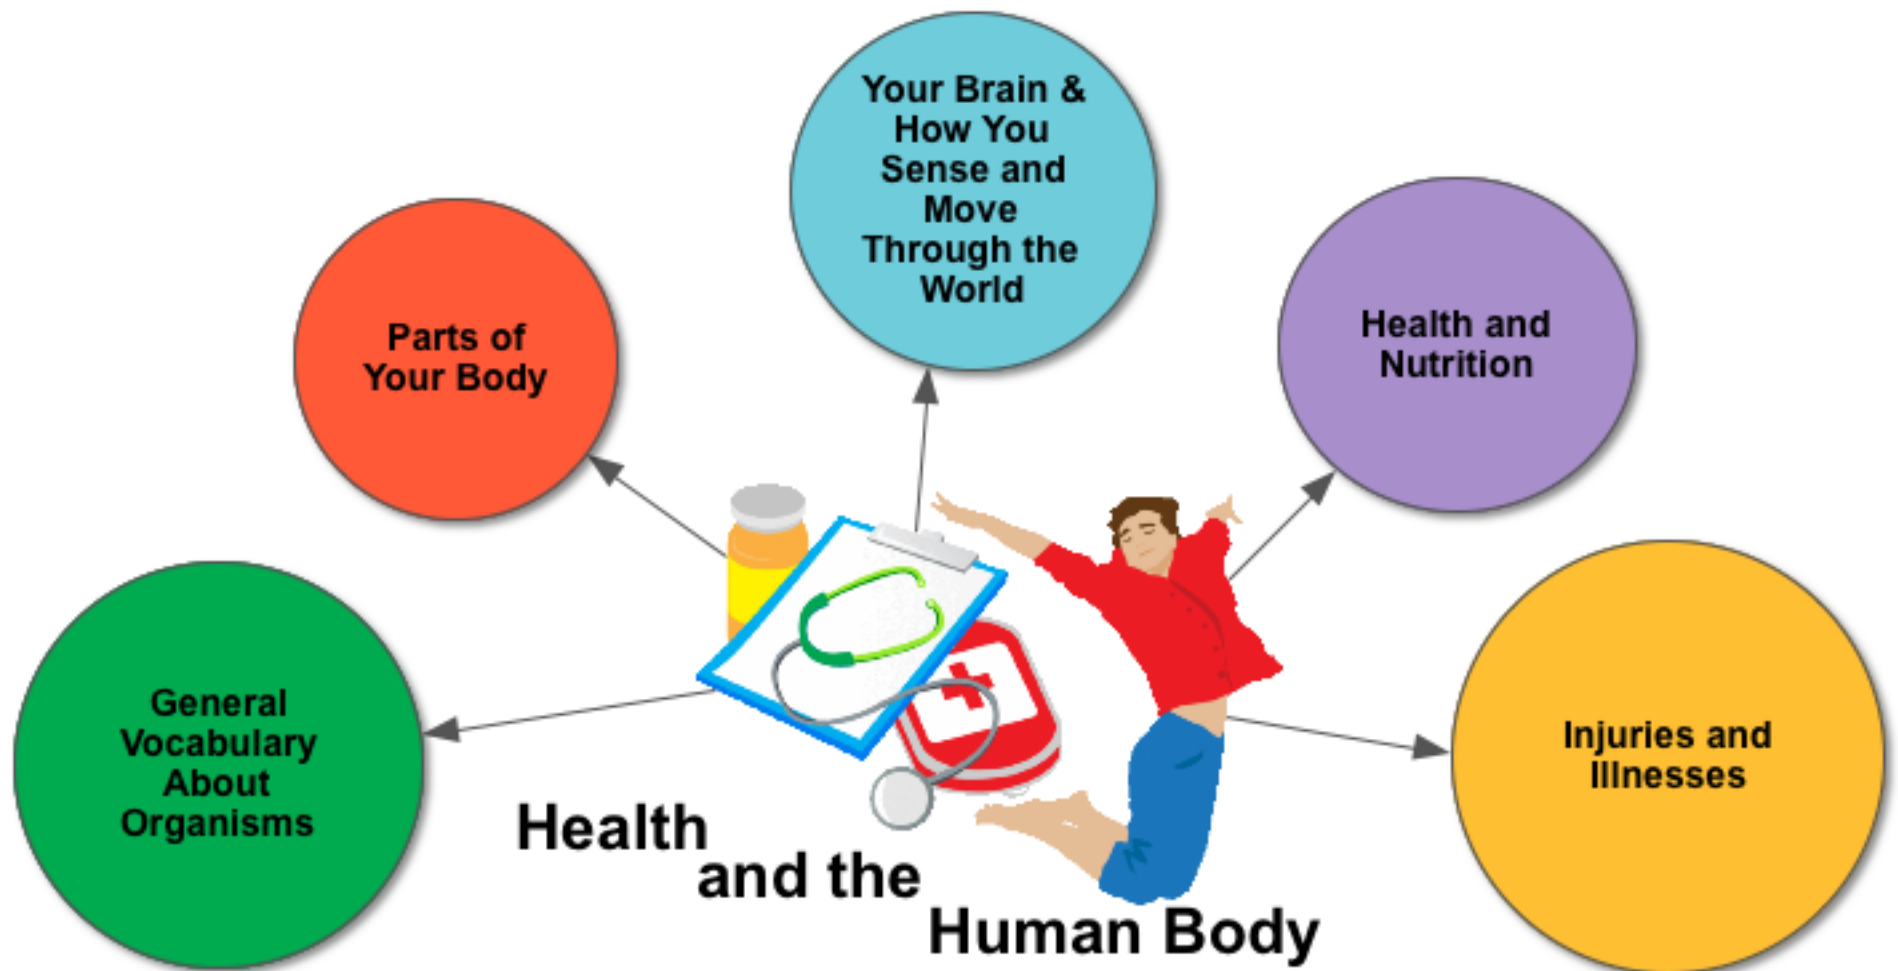 Your Brain &
How You
Sense and
Move
Through the
World
Parts of
Your Body
Health and
Nutrition
General
Vocabulary
About
Organisms
Injuries and
Illnesses
Health
and the
Human Body